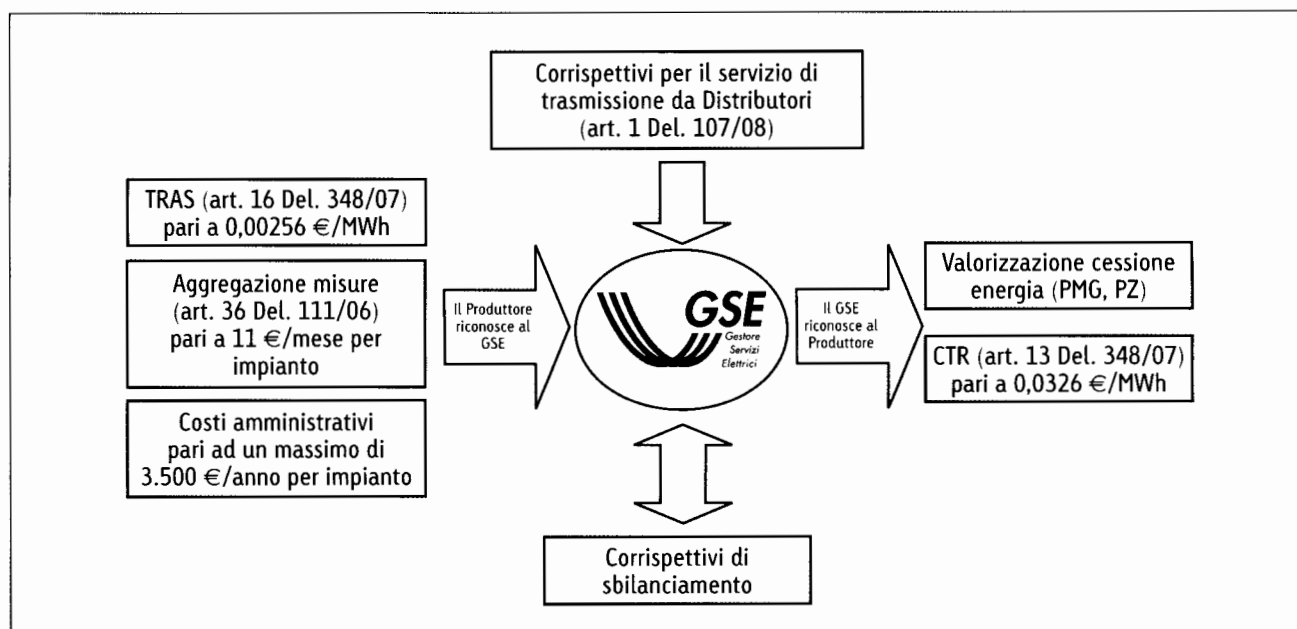 Corrispettivi per il servizio di
trasmissione da Distributori
(art. 1 Del. 107/08)
TRAS (art. 16 Del. 348/07)
pari a 0,00256 €/MWh
Aggregazione misure
(art. 36 Del. 111/06)
pari a 11 €/mese per
impianto
Costi amministrativi
pari ad un massimo di
3.500 €/anno per impianto
Il Produttore
riconosce al
GSE
GSE
Gestore
Servizi
Elettrici
Il GSE
riconosce al
Produttore
Valorizzazione cessione
energia (PMG, PZ)
CTR (art. 13 Del. 348/07)
pari a 0,0326 €/MWh
Corrispettivi di
sbilanciamento